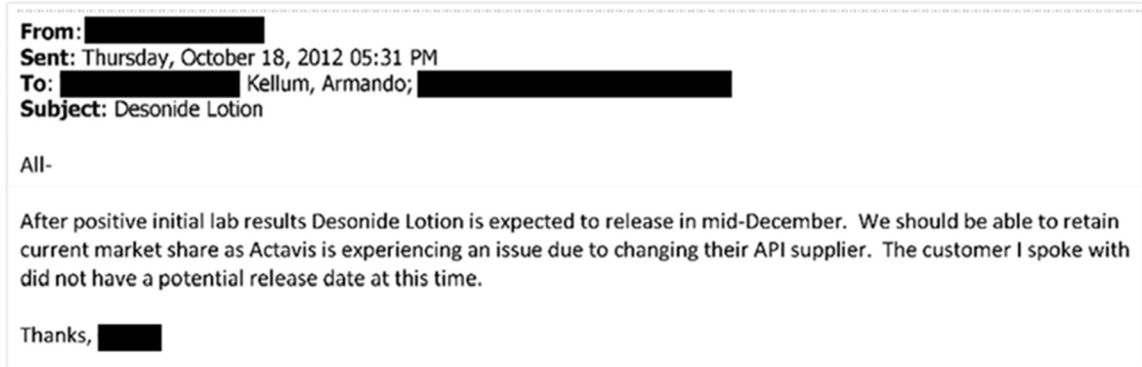 From:
Sent: Thursday, October 18, 2012 05:31 PM
To: Kellum, Armando;
Subject: Desonide Lotion
All-
After positive initial lab results Desonide Lotion is expected to release in mid-December. We should be able to retain
current market share as Actavis is experiencing an issue due to changing their API supplier. The customer I spoke with
did not have a potential release date at this time.
Thanks,